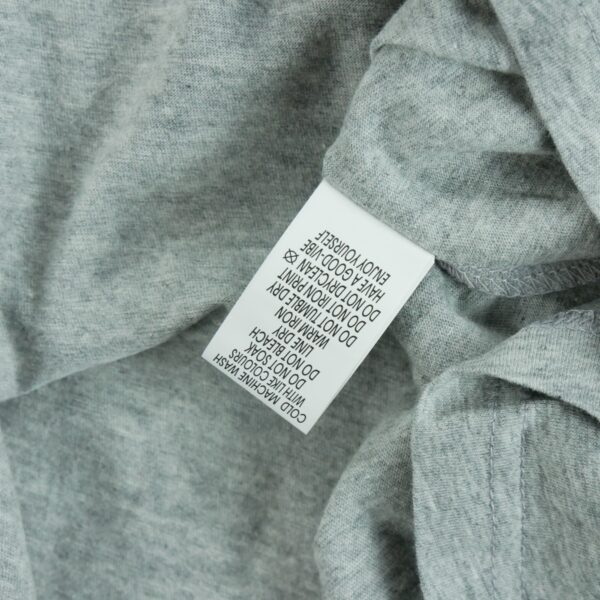 COLD MACHINE WASH
WITH LIKE COLOURS
DO NOT SOAK
DO NOT BLEACH
LINE DRY
WARM IRON
DO NOT TUMBLE DRY
DO NOT IRON PRINT
DO NOT DRYCLEAN
HAVE A GOOD VIBE
ENJOY YOURSELF